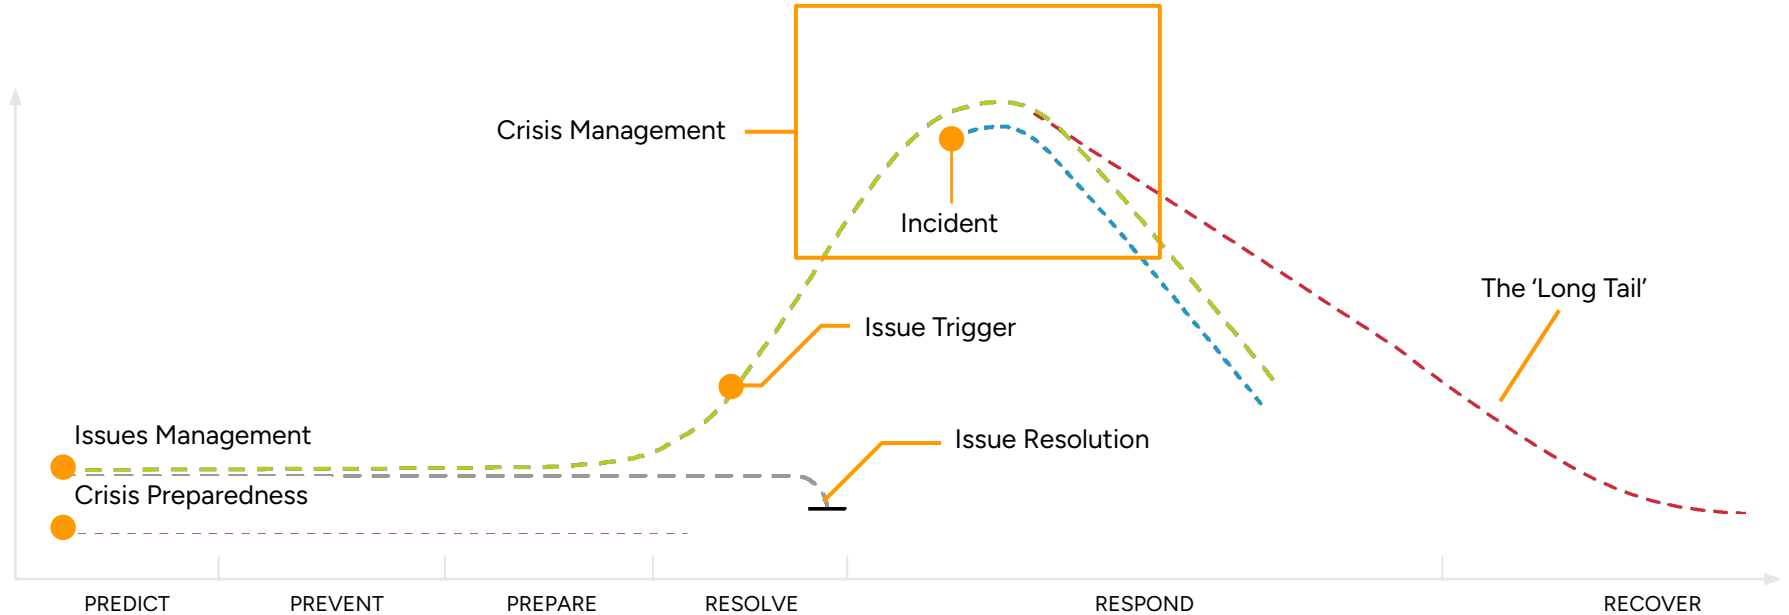 Crisis Management
Incident
The ‘Long Tail’
Issue Trigger
Issues Management
Issue Resolution
Crisis Preparedness
PREDICT
PREVENT
PREPARE
RESOLVE
RESPOND
RECOVER